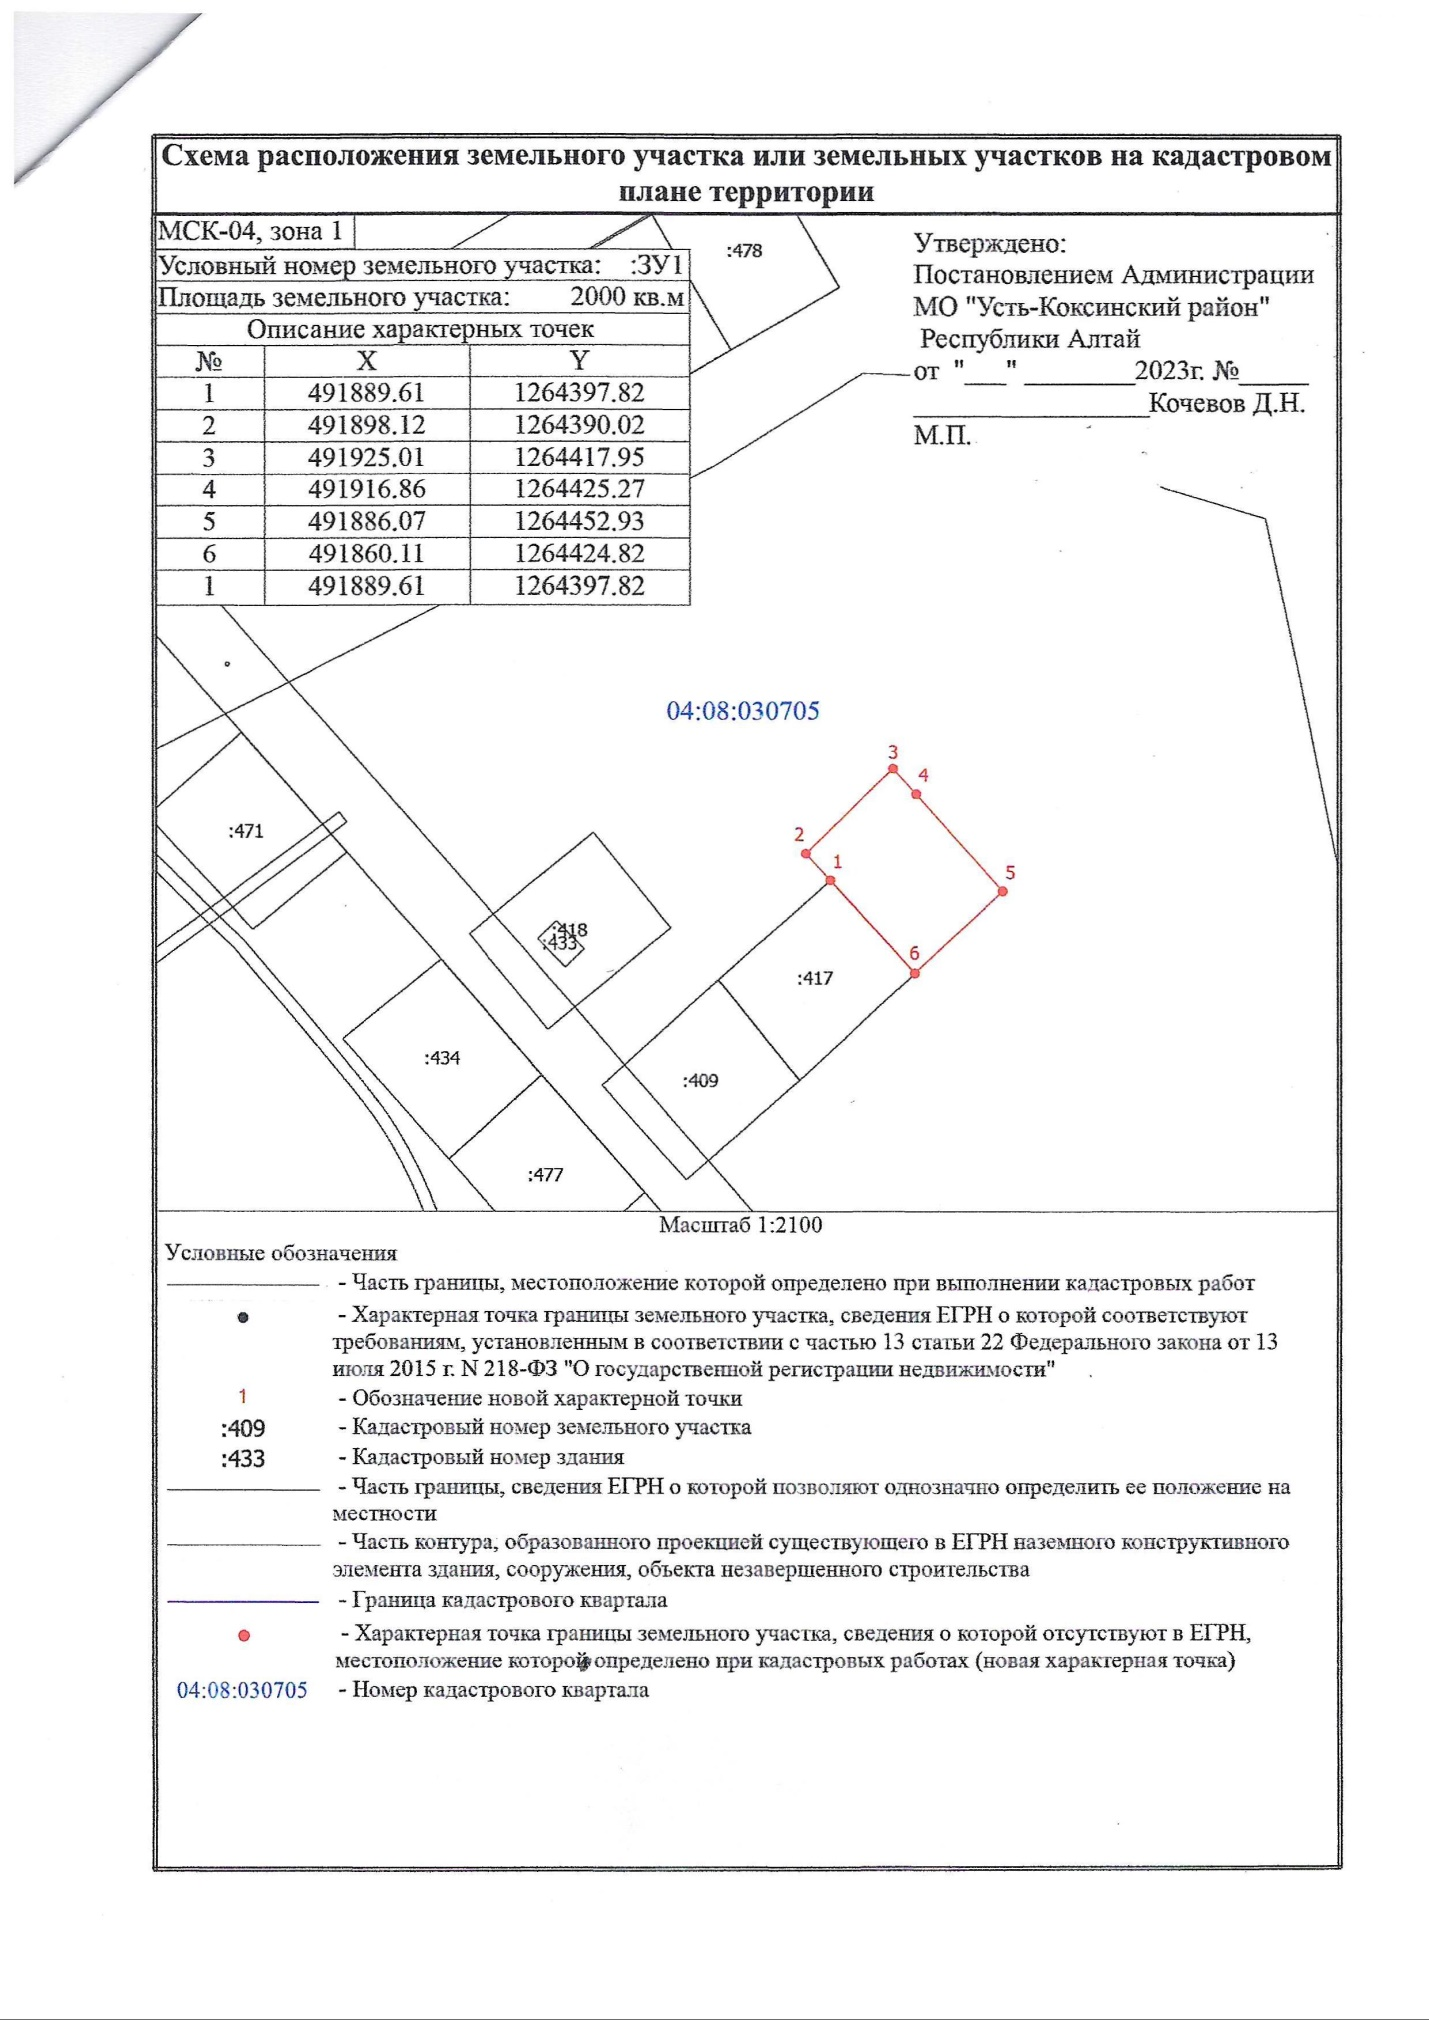 Схема расположения земельного участка или земельных участков на кадастровом
плане территории
МСК-04, зона 1
Условный номер земельного участка: :ЗУ1
Площадь земельного участка: 2000 кв.м
Описание характерных точек
№ X Y
1 491889.61 1264397.82
2 491898.12 1264390.02
3 491925.01 1264417.95
4 491916.86 1264425.27
5 491886.07 1264452.93
6 491860.11 1264424.82
1 491889.61 1264397.82
:478
Утверждено:
Постановлением Администрации
МО "Усть-Коксинский район"
Республики Алтай
от "___" ________2023г. №_____
_________________Кочевов Д.Н.
М.П.
04:08:030705
3
4
2
1
5
6
:471
:418
:433
:417
:434
:409
:477
Масштаб 1:2100
Условные обозначения
- Часть границы, местоположение которой определено при выполнении кадастровых работ
- Характерная точка границы земельного участка, сведения ЕГРН о которой соответствуют
требованиям, установленным в соответствии с частью 13 статьи 22 Федерального закона от 13
июля 2015 г. N 218-ФЗ "О государственной регистрации недвижимости"
1 - Обозначение новой характерной точки
:409 - Кадастровый номер земельного участка
:433 - Кадастровый номер здания
- Часть границы, сведения ЕГРН о которой позволяют однозначно определить ее положение на
местности
- Часть контура, образованного проекцией существующего в ЕГРН наземного конструктивного
элемента здания, сооружения, объекта незавершенного строительства
- Граница кадастрового квартала
- Характерная точка границы земельного участка, сведения о которой отсутствуют в ЕГРН,
местоположение которой определено при кадастровых работах (новая характерная точка)
04:08:030705 - Номер кадастрового квартала